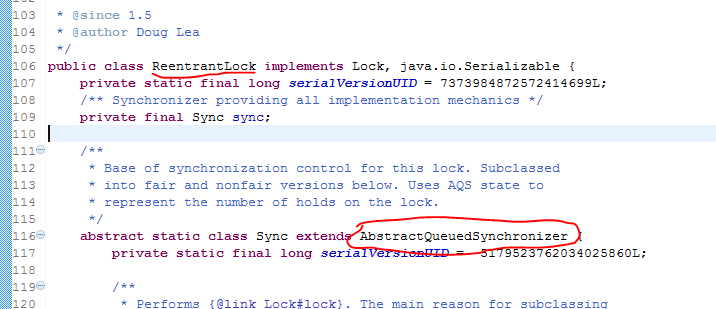 103 * @since 1.5
104 * @author Doug Lea
105 */
106 public class ReentrantLock implements Lock, java.io.Serializable {
107 private static final long serialVersionUID = 7373984872572414699L;
108 /** Synchronizer providing all implementation mechanics */
109 private final Sync sync;
110
111 /**
112 * Base of synchronization control for this lock. Subclassed
113 * into fair and nonfair versions below. Uses AQS state to
114 * represent the number of holds on the lock.
115 */
116 abstract static class Sync extends AbstractQueuedSynchronizer {
117 private static final long serialVersionUID = 5179523762034025860L;
118
119 /**
120 * Performs {@link Lock#lock}. The main reason for subclassing